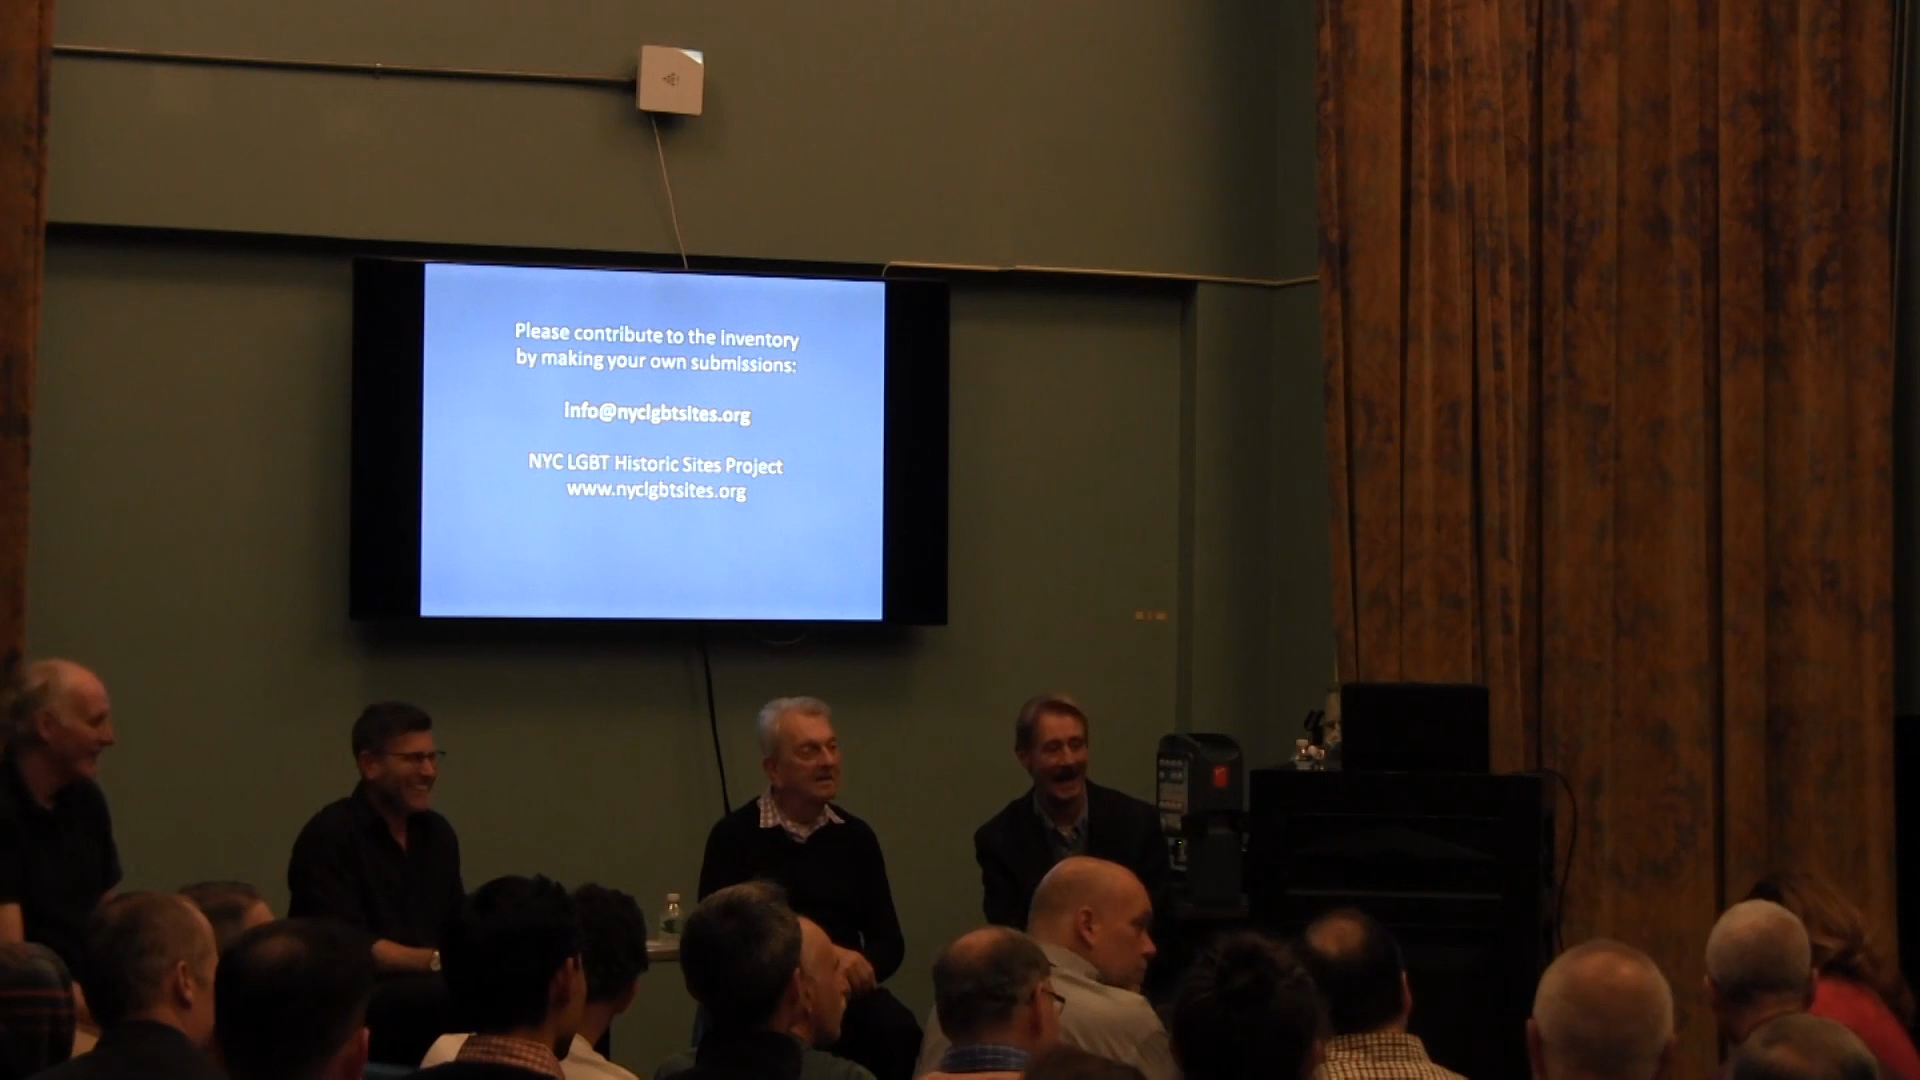 Please contribute to the inventory
by making your own submissions:
info@nyclgbtsites.org
NYC LGBT Historic Sites Project
www.nyclgbtsites.org